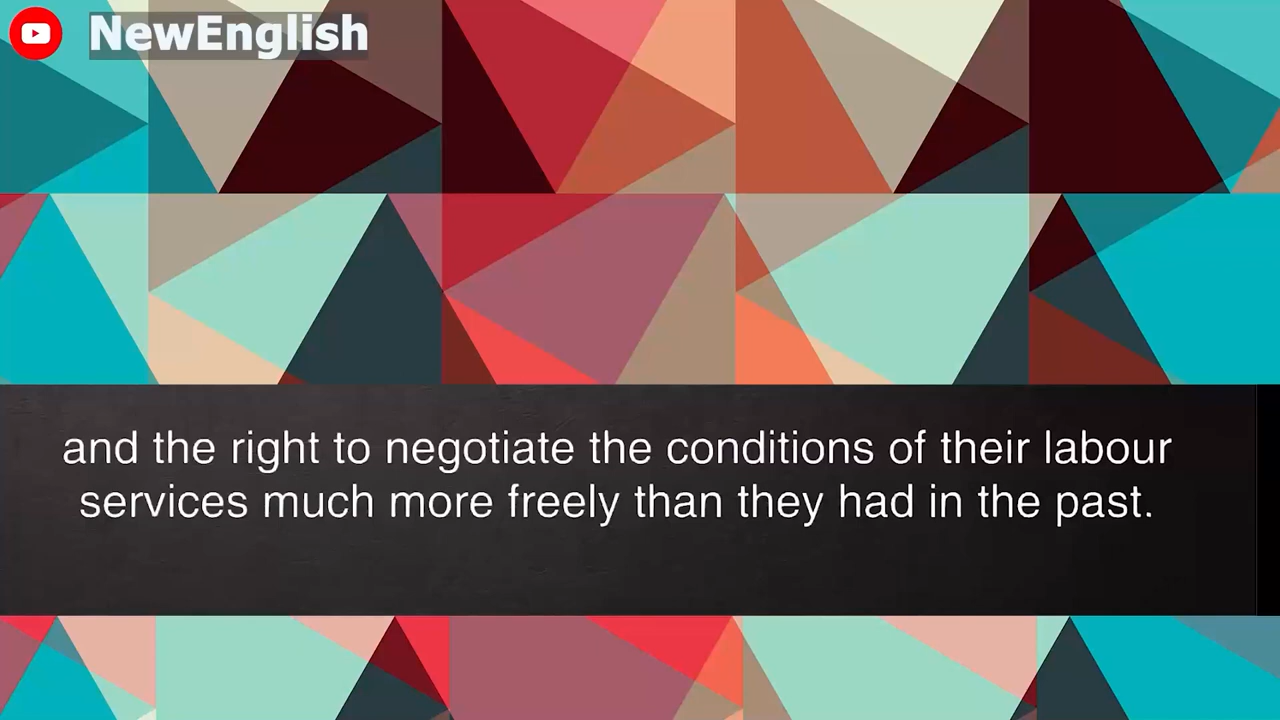 NewEnglish
and the right to negotiate the conditions of their labour
services much more freely than they had in the past.